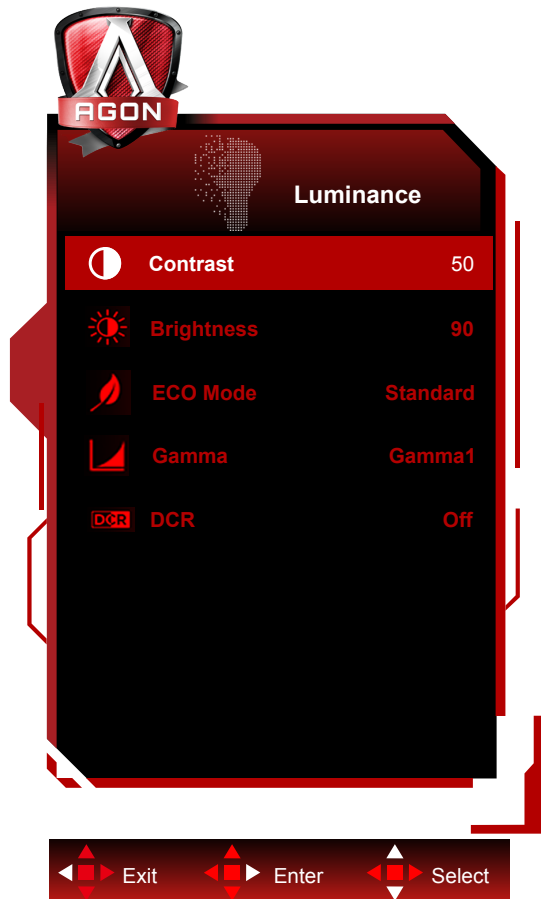 AGON
Luminance
Contrast 50
Brightness 90
ECO Mode Standard
Gamma Gamma1
DCR DCR Off
Exit Enter Select